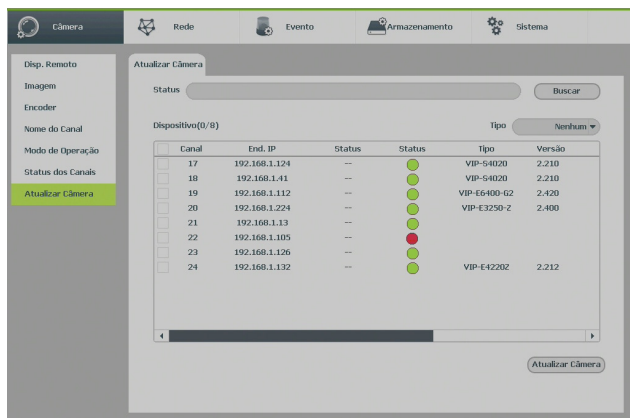 Câmera Rede Evento Armazenamento Sistema
Disp. Remoto
Imagem
Encoder
Nome do Canal
Modo de Operação
Status dos Canais
Atualizar Câmera
Atualizar Câmera
Status Buscar
Dispositivo(0/8) Tipo Nenhum
Canal End. IP Status Status Tipo Versão
17 192.168.1.124 -- VIP-S4020 2.210
18 192.168.1.41 -- VIP-S4020 2.210
19 192.168.1.112 -- VIP-E6400-G2 2.420
20 192.168.1.224 -- VIP-E3250-Z 2.400
21 192.168.1.13 --
22 192.168.1.105 --
23 192.168.1.126 --
24 192.168.1.132 -- VIP-E4220Z 2.212
Atualizar Câmera